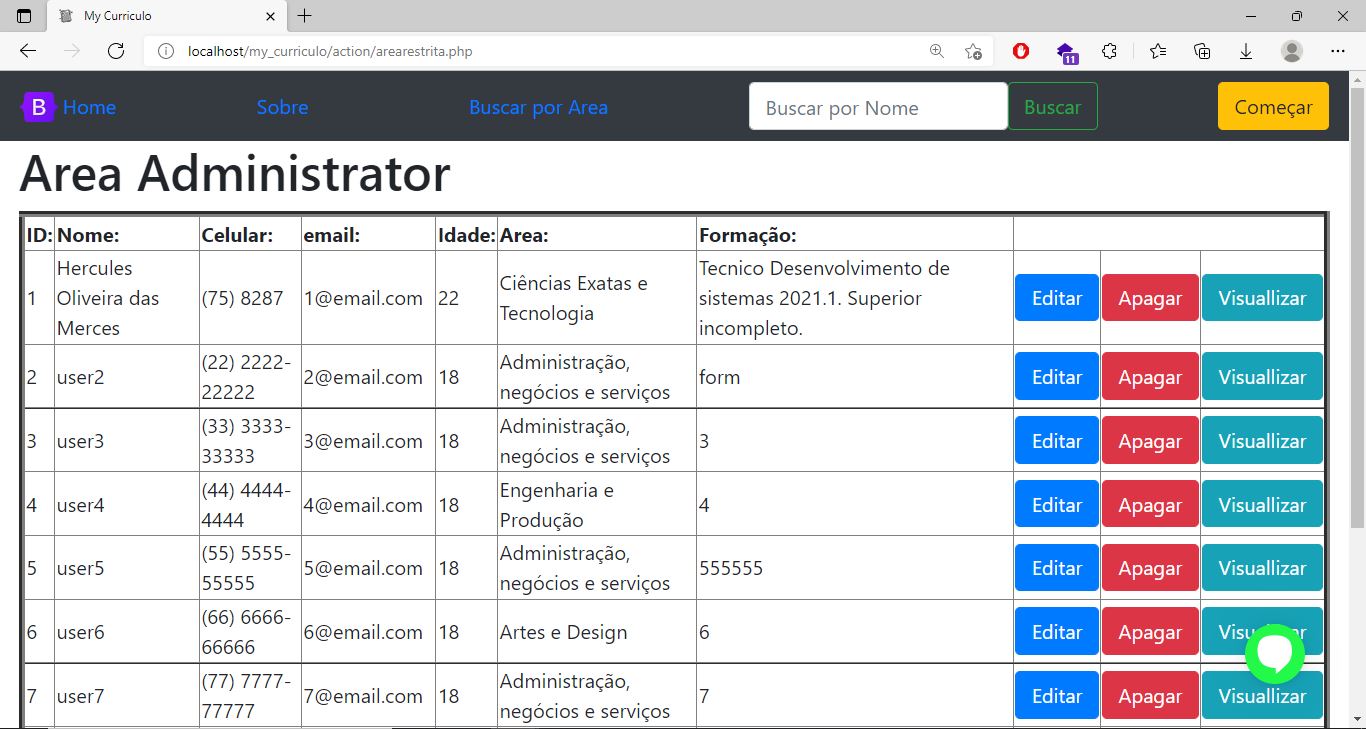 My Curriculo
localhost/my_curriculo/action/arearestrita.php
11
B Home Sobre Buscar por Area Buscar por Nome Buscar Começar
Area Administrator
ID: Nome: Celular: email: Idade: Area: Formação:
1 Hercules Oliveira das Merces (75) 8287 1@email.com 22 Ciências Exatas e Tecnologia Tecnico Desenvolvimento de sistemas 2021.1. Superior incompleto. Editar Apagar Visuallizar
2 user2 (22) 2222-22222 2@email.com 18 Administração, negócios e serviços form Editar Apagar Visuallizar
3 user3 (33) 3333-33333 3@email.com 18 Administração, negócios e serviços 3 Editar Apagar Visuallizar
4 user4 (44) 4444-4444 4@email.com 18 Engenharia e Produção 4 Editar Apagar Visuallizar
5 user5 (55) 5555-55555 5@email.com 18 Administração, negócios e serviços 555555 Editar Apagar Visuallizar
6 user6 (66) 6666-66666 6@email.com 18 Artes e Design 6 Editar Apagar
7 user7 (77) 7777-77777 7@email.com 18 Administração, negócios e serviços 7 Editar Apagar Visuallizar